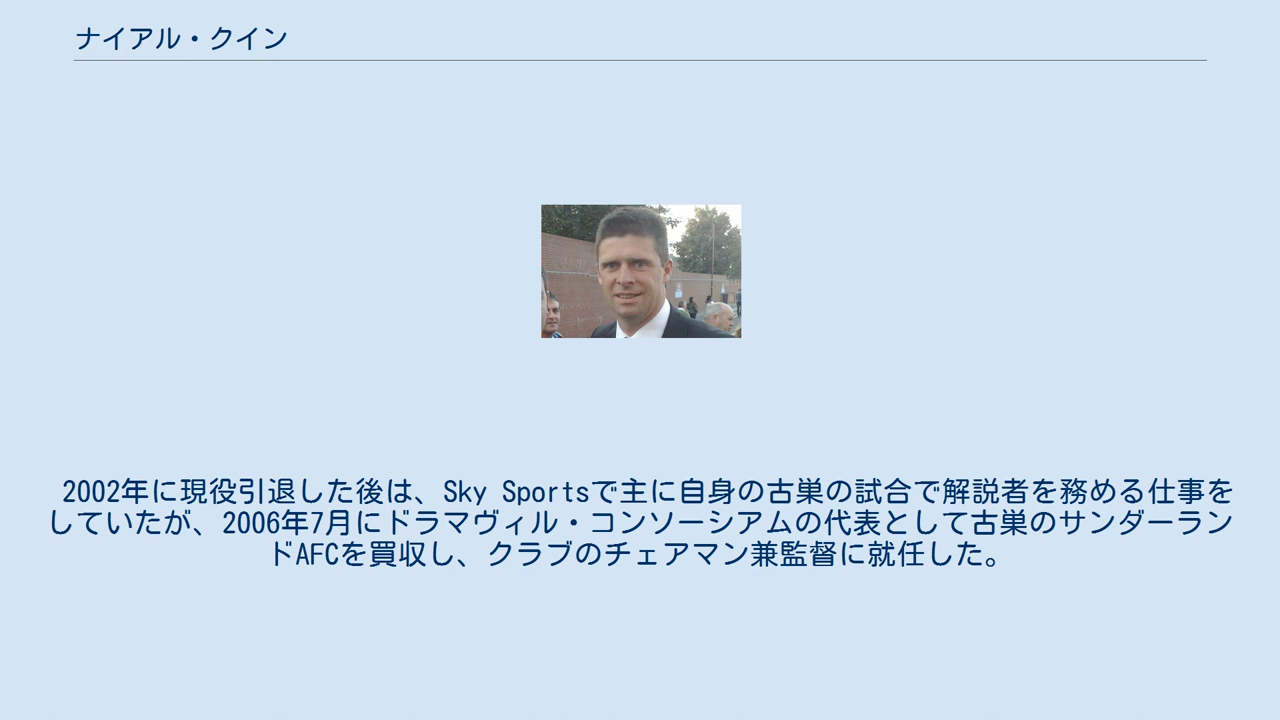 ナイアル・クイン
2002年に現役引退した後は、Sky Sportsで主に自身の古巣の試合で解説者を務める仕事を
していたが、2006年7月にドラマヴィル・コンソーシアムの代表として古巣のサンダーラン
ドAFCを買収し、クラブのチェアマン兼監督に就任した。